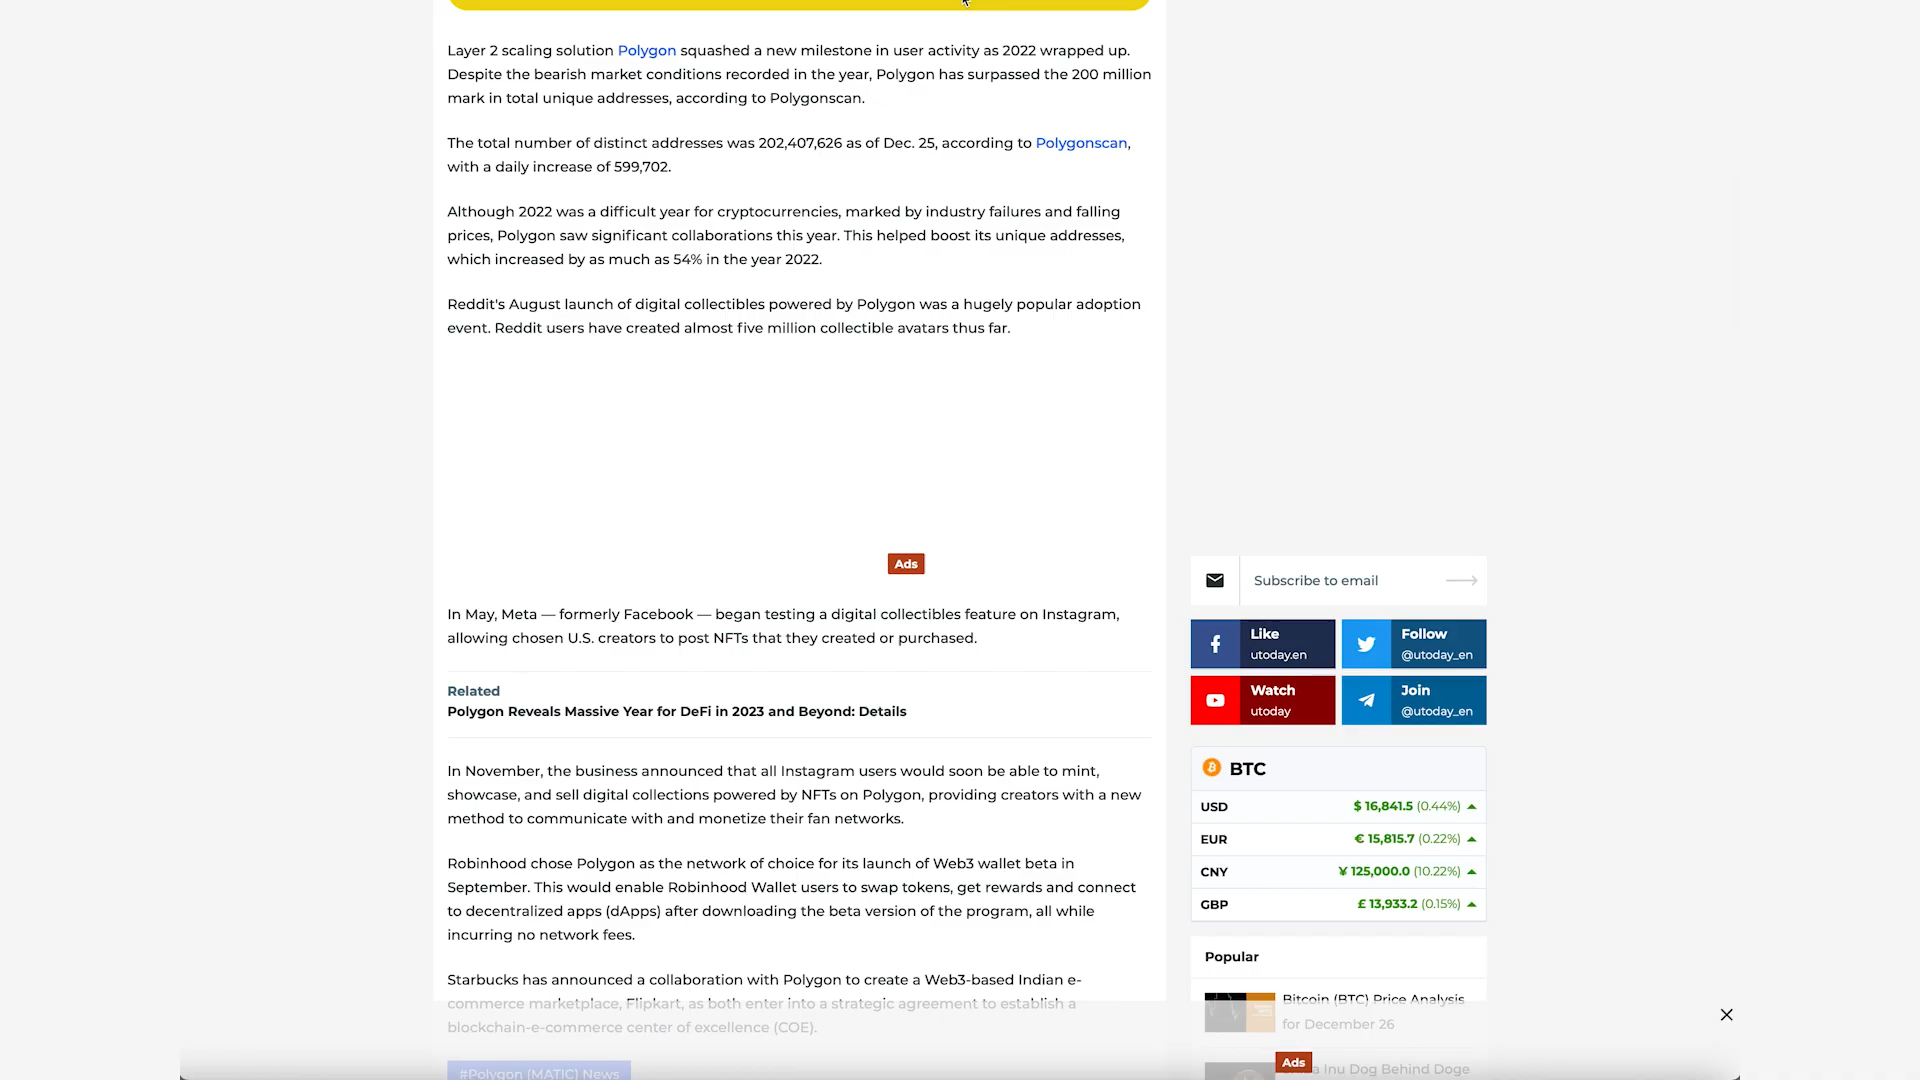 Layer 2 scaling solution Polygon squashed a new milestone in user activity as 2022 wrapped up.
Despite the bearish market conditions recorded in the year, Polygon has surpassed the 200 million
mark in total unique addresses, according to Polygonscan.
The total number of distinct addresses was 202,407,626 as of Dec. 25, according to Polygonscan,
with a daily increase of 599,702.
Although 2022 was a difficult year for cryptocurrencies, marked by industry failures and falling
prices, Polygon saw significant collaborations this year. This helped boost its unique addresses,
which increased by as much as 54% in the year 2022.
Reddit's August launch of digital collectibles powered by Polygon was a hugely popular adoption
event. Reddit users have created almost five million collectible avatars thus far.
Ads
In May, Meta — formerly Facebook — began testing a digital collectibles feature on Instagram,
allowing chosen U.S. creators to post NFTs that they created or purchased.
Related
Polygon Reveals Massive Year for DeFi in 2023 and Beyond: Details
In November, the business announced that all Instagram users would soon be able to mint,
showcase, and sell digital collections powered by NFTs on Polygon, providing creators with a new
method to communicate with and monetize their fan networks.
Robinhood chose Polygon as the network of choice for its launch of Web3 wallet beta in
September. This would enable Robinhood Wallet users to swap tokens, get rewards and connect
to decentralized apps (dApps) after downloading the beta version of the program, all while
incurring no network fees.
Starbucks has announced a collaboration with Polygon to create a Web3-based Indian e-
commerce marketplace, Flipkart, as both enter into a strategic agreement to establish a
blockchain-e-commerce center of excellence (COE).
#Polygon (MATIC) News
Subscribe to email
Like
utoday.en
Follow
@utoday_en
Watch
utoday
Join
@utoday_en
BTC
USD $ 16,841.5 (0.44%)
EUR € 15,815.7 (0.22%)
CNY ¥ 125,000.0 (10.22%)
GBP £ 13,933.2 (0.15%)
Popular
Bitcoin (BTC) Price Analysis
for December 26
Ads
Inu Dog Behind Doge